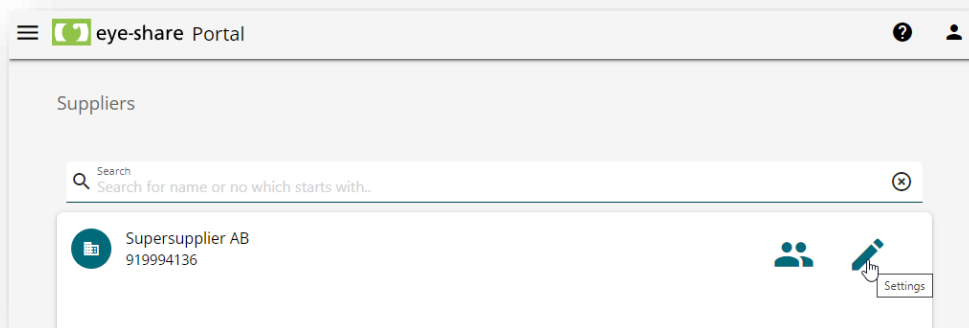 eye-share Portal
Suppliers
Search
Search for name or no which starts with..
Supersupplier AB
919994136
Settings